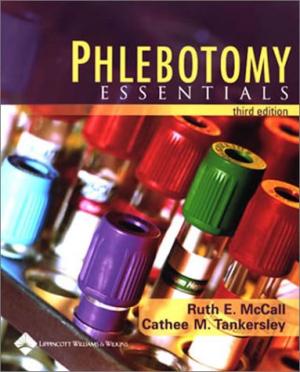 PHLEBOTOMY
ESSENTIALS
third edition
Ruth E. McCall
Cathee M. Tankersley
LIPPINCOTT WILLIAMS & WILKINS